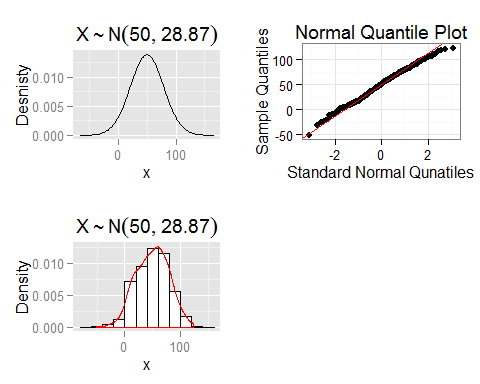 X ~ N(50, 28.87)
Desnisty
0.010
0.005
0.000
0 100
x
Normal Quantile Plot
Sample Quantiles
100
50
0
-50
-2 0 2
Standard Normal Qunatiles
X ~ N(50, 28.87)
Density
0.010
0.005
0.000
0 100
x